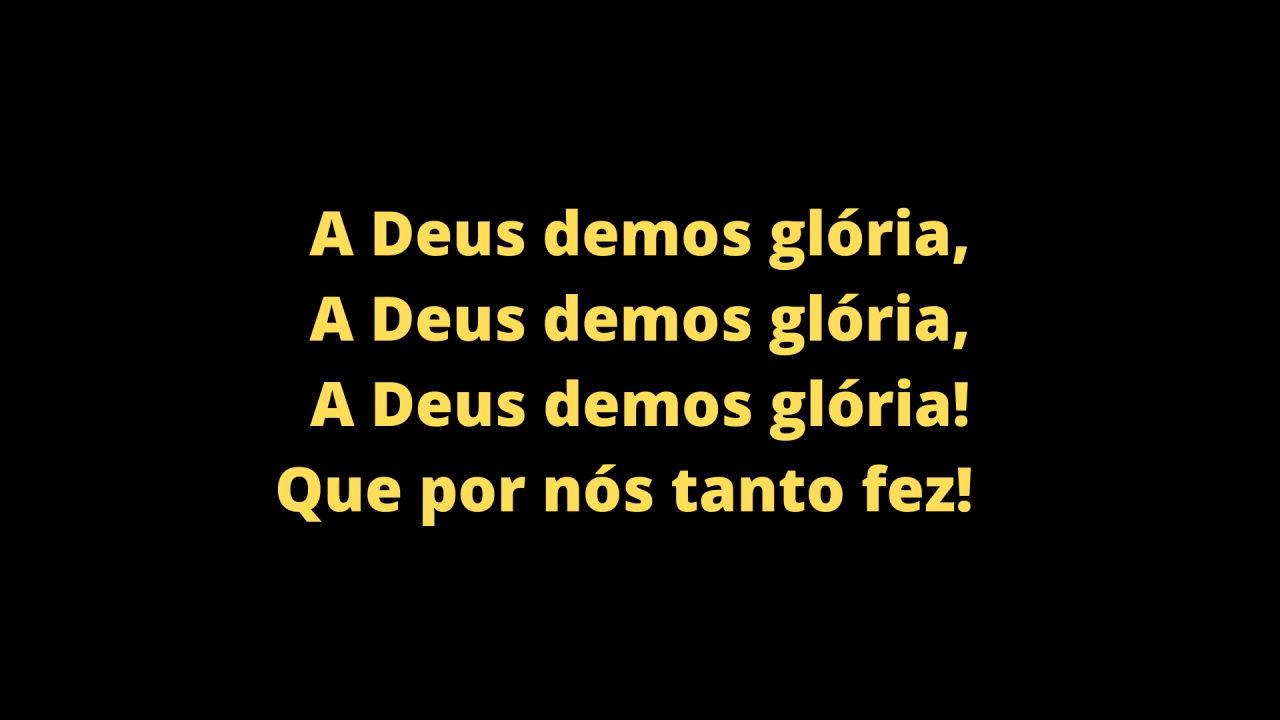 A Deus demos glória,
A Deus demos glória,
A Deus demos glória!
Que por nós tanto fez!